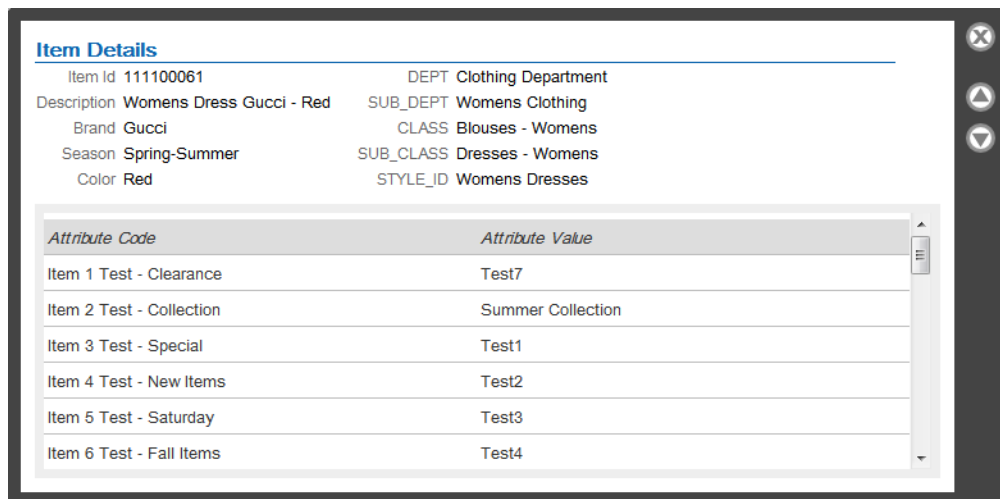 Item Details
Item Id 111100061 DEPT Clothing Department
Description Womens Dress Gucci - Red SUB_DEPT Womens Clothing
Brand Gucci CLASS Blouses - Womens
Season Spring-Summer SUB_CLASS Dresses - Womens
Color Red STYLE_ID Womens Dresses
Attribute Code Attribute Value
Item 1 Test - Clearance Test7
Item 2 Test - Collection Summer Collection
Item 3 Test - Special Test1
Item 4 Test - New Items Test2
Item 5 Test - Saturday Test3
Item 6 Test - Fall Items Test4